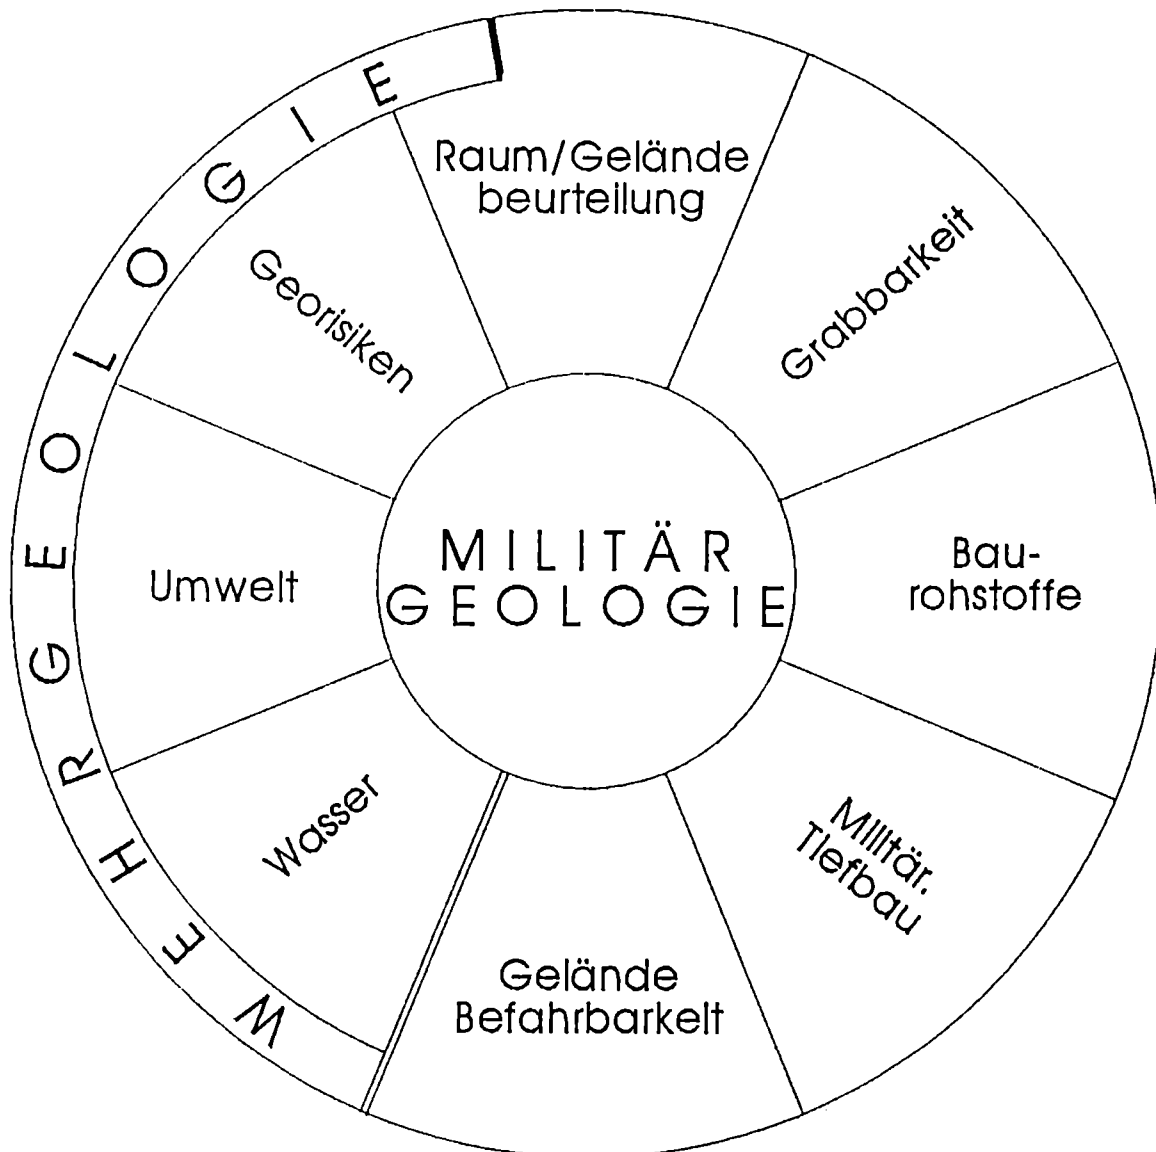 WEHRGEOLOGIE
Raum/Gelände
beurteilung
Grabbarkeit
Georisiken
MILITÄR
GEOLOGIE
Umwelt
Bau-
rohstoffe
Wasser
Militär.
Tiefbau
Gelände
Befahrbarkeit